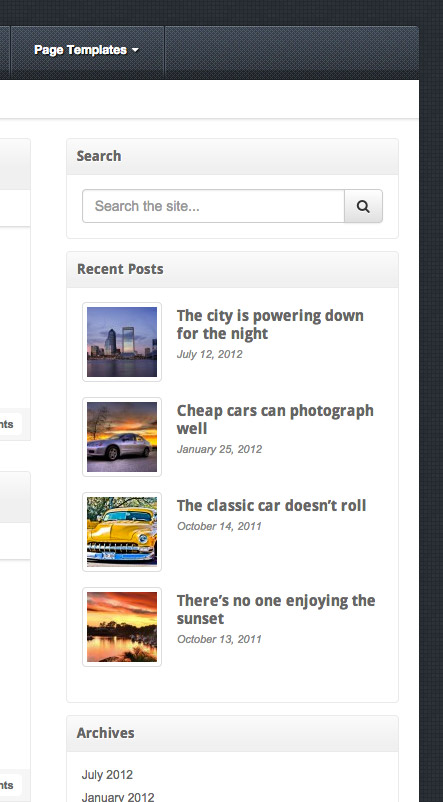 Page Templates
Search
Search the site...
Recent Posts
The city is powering down
for the night
July 12, 2012
Cheap cars can photograph
well
January 25, 2012
The classic car doesn't roll
October 14, 2011
There's no one enjoying the
sunset
October 13, 2011
nts
Archives
July 2012
nts
January 2012